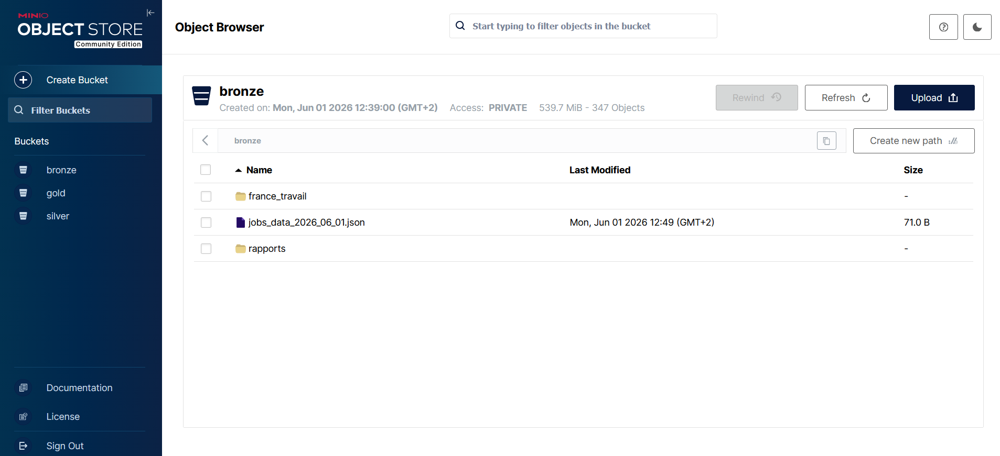 MINIO
OBJECT STORE
Community Edition
Create Bucket
Filter Buckets
Buckets
bronze
gold
silver
Documentation
License
Sign Out
Object Browser
Start typing to filter objects in the bucket
bronze
Created on: Mon, Jun 01 2026 12:39:00 (GMT+2) Access: PRIVATE 539.7 MiB - 347 Objects
Rewind
Refresh
Upload
bronze
Create new path
Name Last Modified Size
france_travail -
jobs_data_2026_06_01.json Mon, Jun 01 2026 12:49 (GMT+2) 71.0 B
rapports -